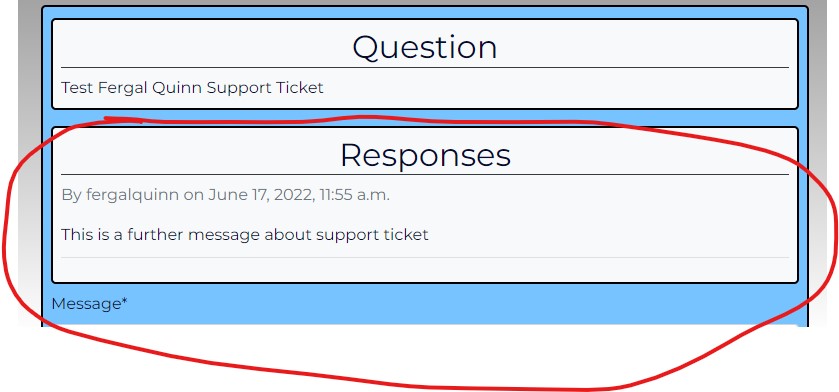 Question
Test Fergal Quinn Support Ticket
Responses
By fergalquinn on June 17, 2022, 11:55 a.m.
This is a further message about support ticket
Message*